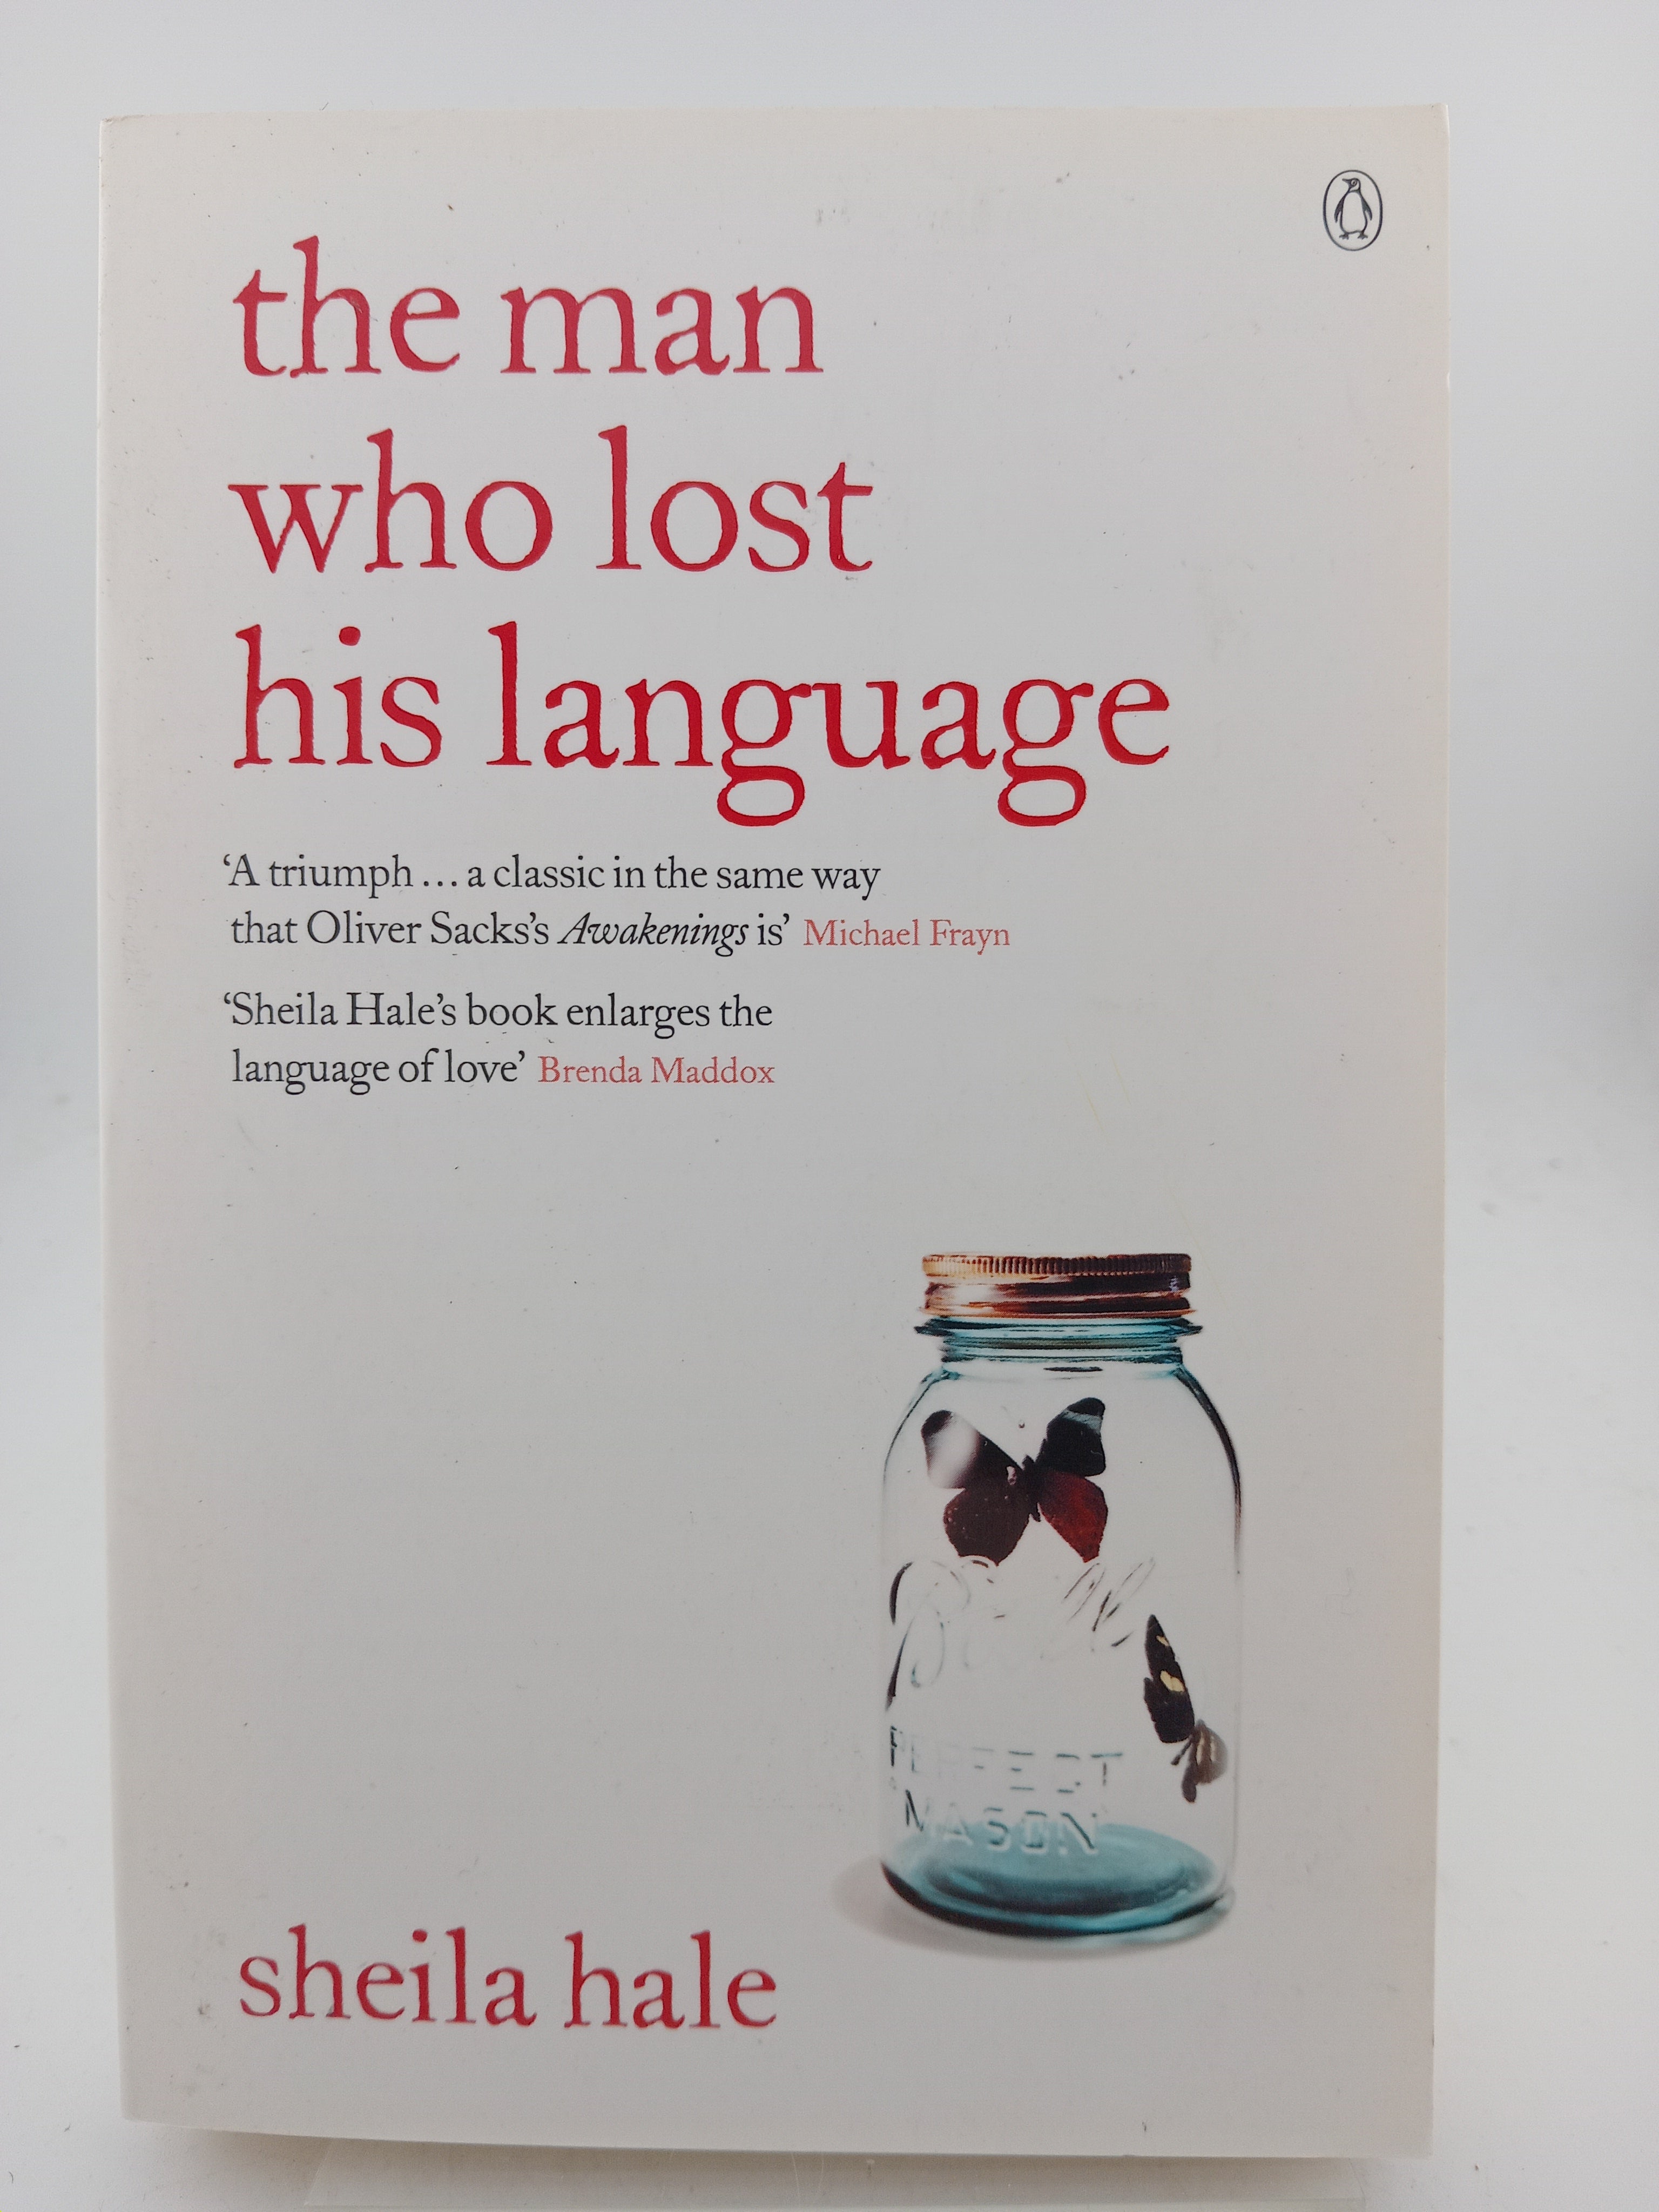 the man
who lost
his language
‘A triumph... a classic in the same way
that Oliver Sacks’s Awakenings is’ Michael Frayn
‘Sheila Hale’s book enlarges the
language of love’ Brenda Maddox
Ball
PERFECT
MASON
sheila hale